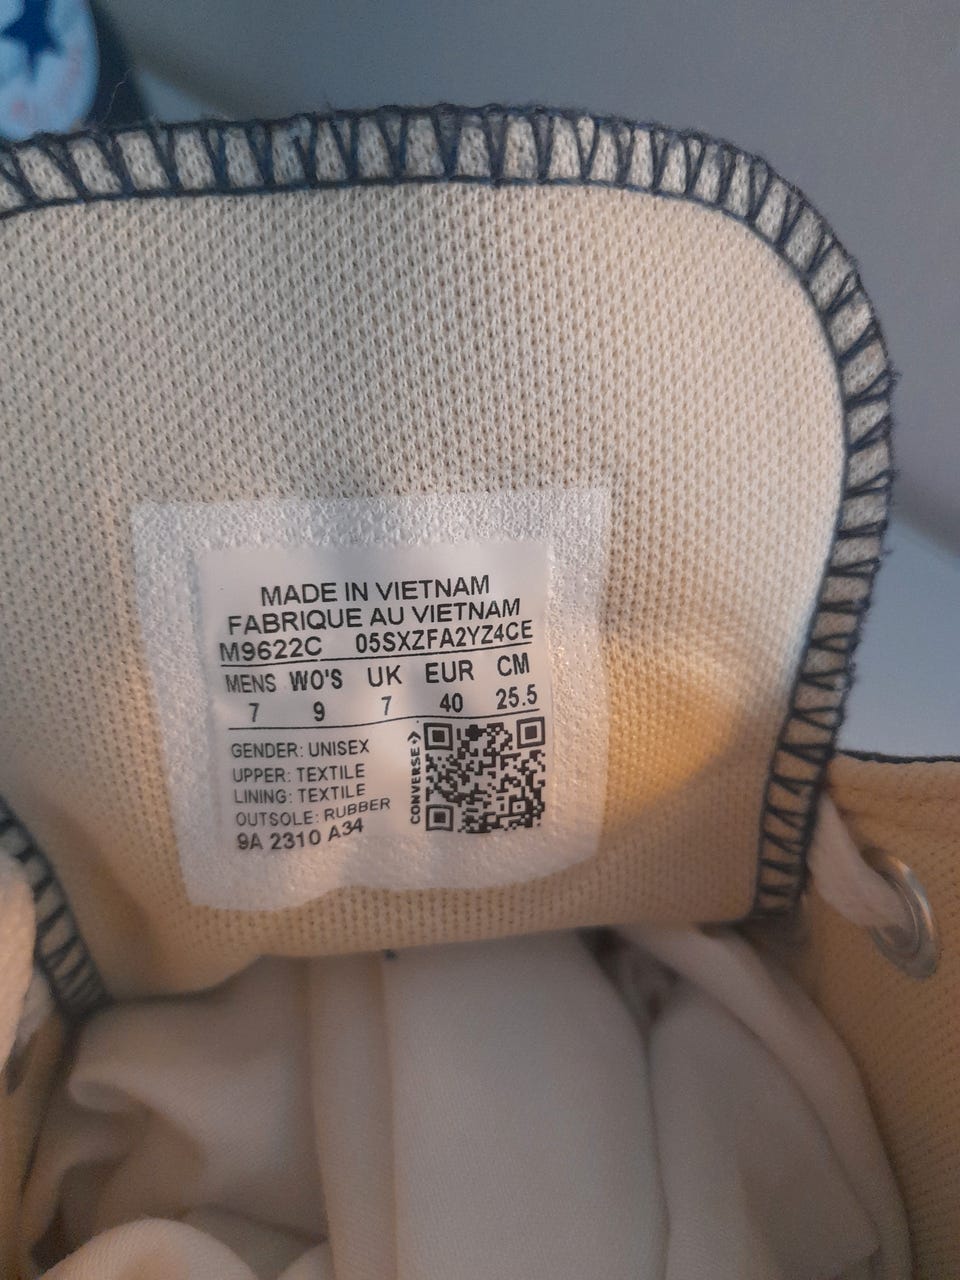 MADE IN VIETNAM
FABRIQUE AU VIETNAM
M9622C 05SXZFA2YZ4CE
MENS WO'S UK EUR CM
7 9 7 40 25.5
GENDER: UNISEX
UPPER: TEXTILE
LINING: TEXTILE
OUTSOLE: RUBBER
9A 2310 A34
CONVERSE